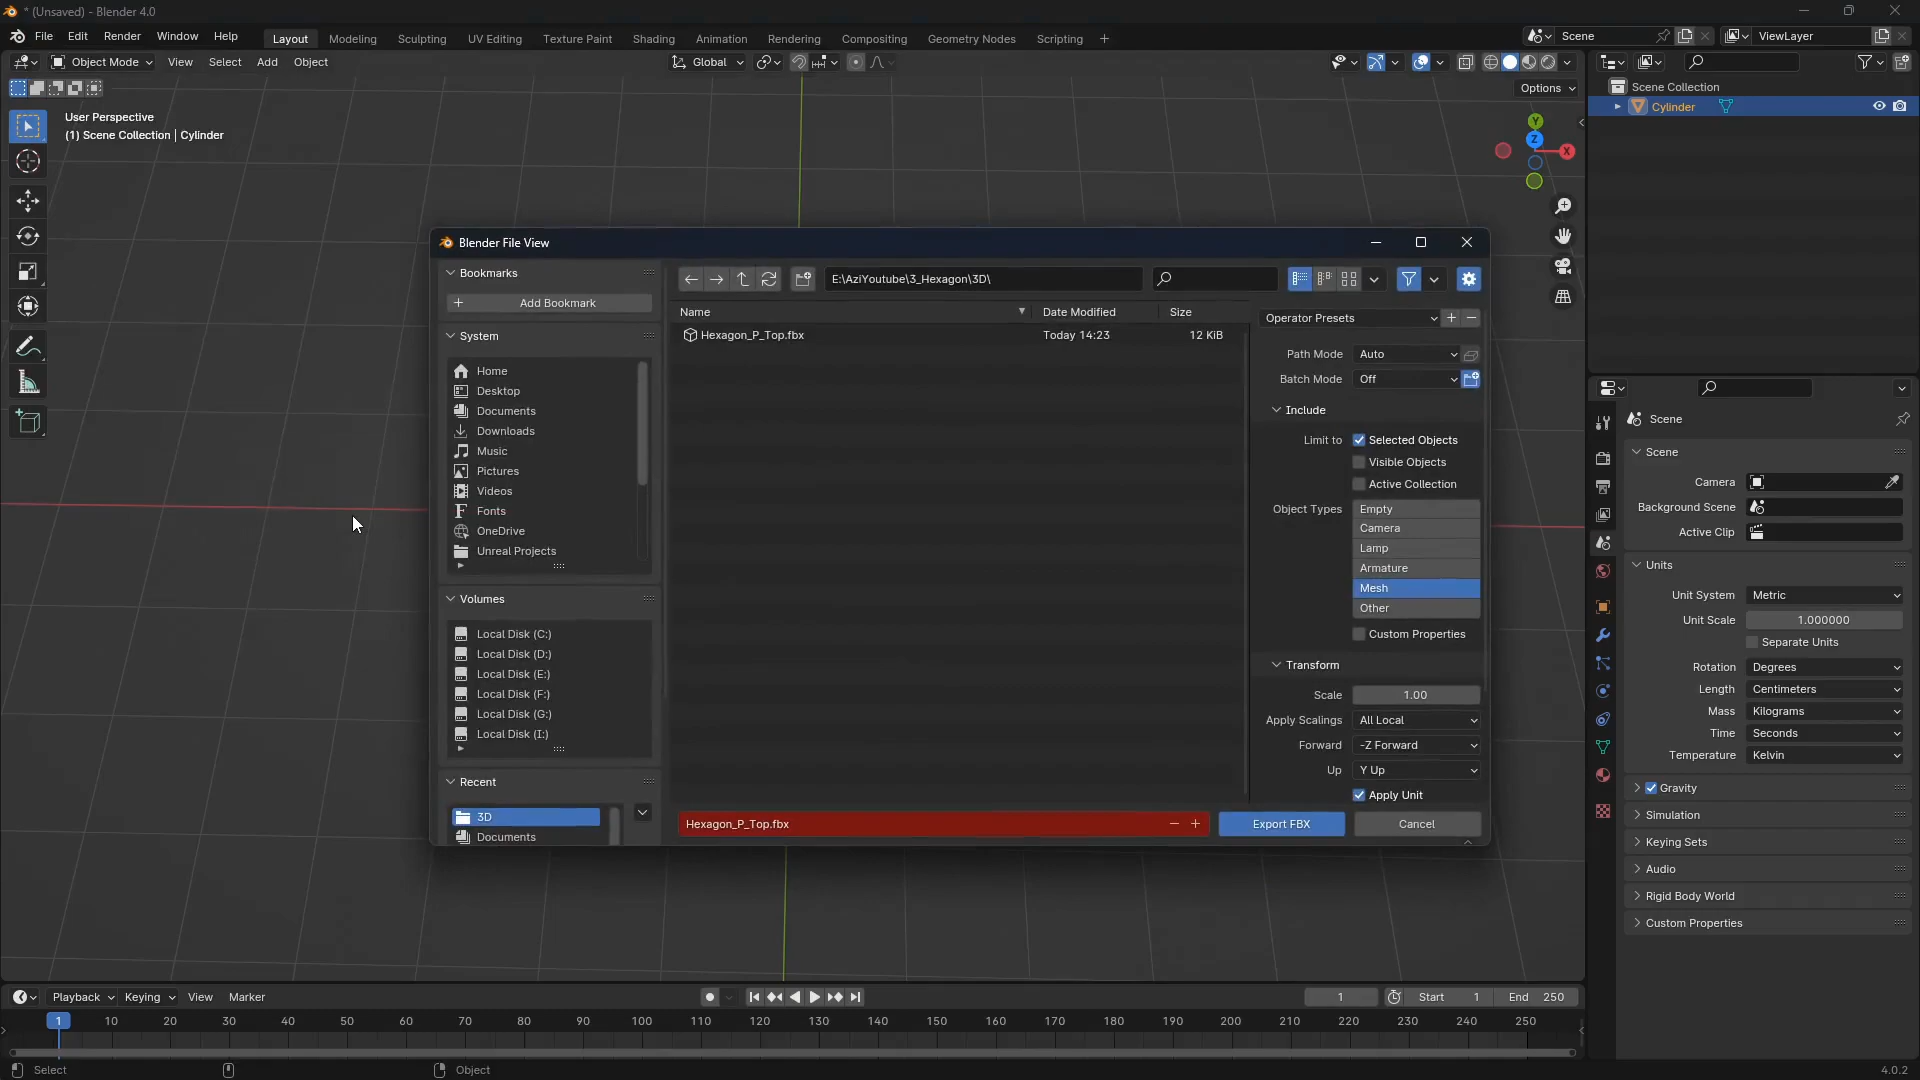 * (Unsaved) - Blender 4.0
File Edit Render Window Help
Layout Modeling Sculpting UV Editing Texture Paint Shading Animation Rendering Compositing Geometry Nodes Scripting +
Scene
ViewLayer
Object Mode View Select Add Object
Global
Options
User Perspective
(1) Scene Collection | Cylinder
Y
Z
X
Scene Collection
Cylinder
Blender File View
Bookmarks
+ Add Bookmark
System
Home
Desktop
Documents
Downloads
Music
Pictures
Videos
Fonts
OneDrive
Unreal Projects
Volumes
Local Disk (C:)
Local Disk (D:)
Local Disk (E:)
Local Disk (F:)
Local Disk (G:)
Local Disk (I:)
Recent
3D
Documents
E:\AziYoutube\3_Hexagon\3D\
Name Date Modified Size
Hexagon_P_Top.fbx Today 14:23 12 KiB
Operator Presets
Path Mode Auto
Batch Mode Off
Include
Limit to Selected Objects
Visible Objects
Active Collection
Object Types Empty
Camera
Lamp
Armature
Mesh
Other
Custom Properties
Transform
Scale 1.00
Apply Scalings All Local
Forward -Z Forward
Up Y Up
Apply Unit
Hexagon_P_Top.fbx
Export FBX
Cancel
Scene
Scene
Camera
Background Scene
Active Clip
Units
Unit System Metric
Unit Scale 1.000000
Separate Units
Rotation Degrees
Length Centimeters
Mass Kilograms
Time Seconds
Temperature Kelvin
Gravity
Simulation
Keying Sets
Audio
Rigid Body World
Custom Properties
Playback Keying View Marker
1 Start 1 End 250
1 10 20 30 40 50 60 70 80 90 100 110 120 130 140 150 160 170 180 190 200 210 220 230 240 250
Select
Object
4.0.2